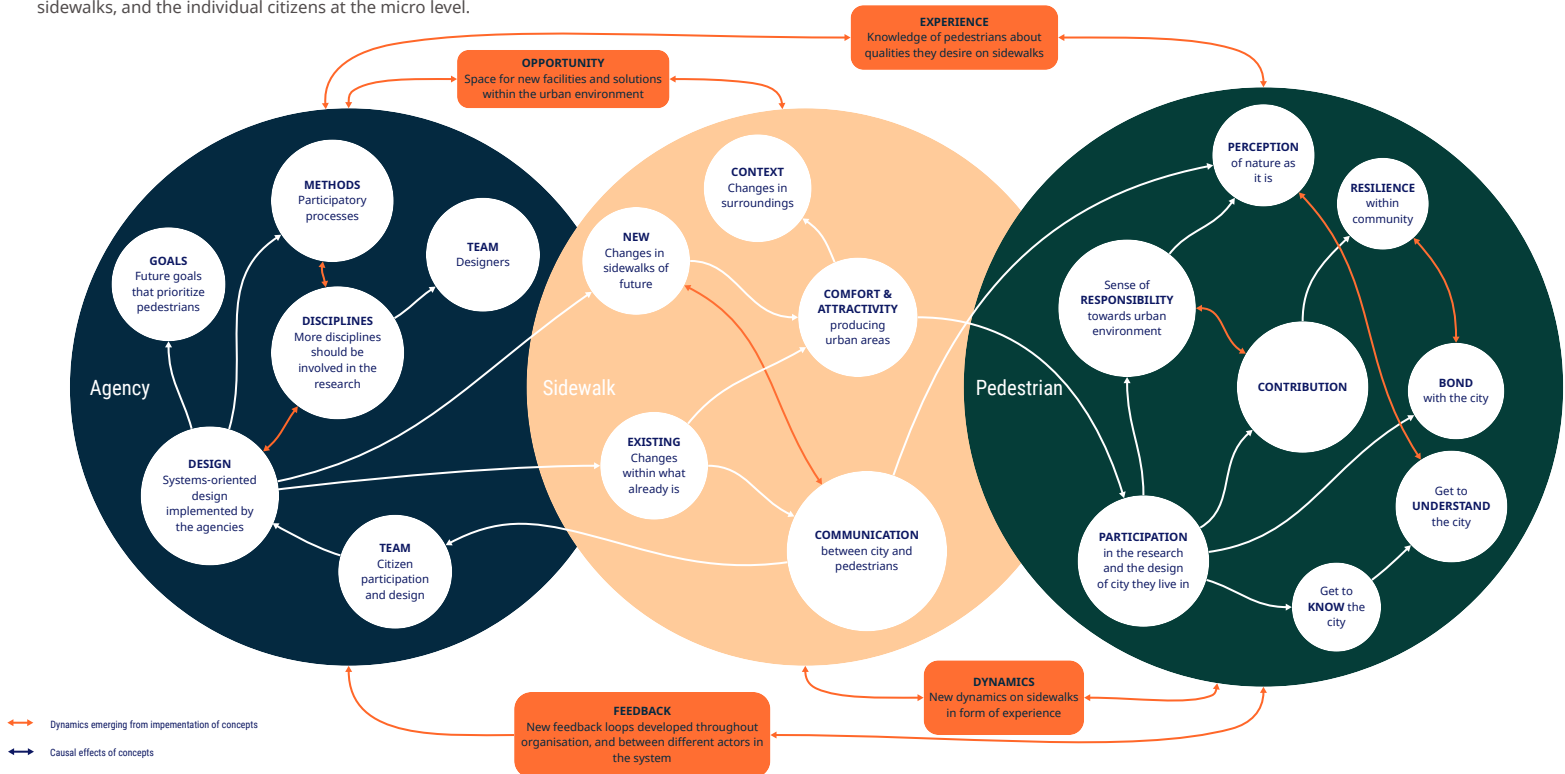 sidewalks, and the individual citizens at the micro level.
EXPERIENCE
Knowledge of pedestrians about
qualities they desire on sidewalks
OPPORTUNITY
Space for new facilities and solutions
within the urban environment
Agency
METHODS
Participatory
processes
TEAM
Designers
GOALS
Future goals
that prioritize
pedestrians
DISCIPLINES
More disciplines
should be
involved in the
research
DESIGN
Systems-oriented
design
implemented by
the agencies
TEAM
Citizen
participation
and design
Sidewalk
CONTEXT
Changes in
surroundings
NEW
Changes in
sidewalks of
future
COMFORT &
ATTRACTIVITY
producing
urban areas
EXISTING
Changes
within what
already is
COMMUNICATION
between city and
pedestrians
Pedestrian
PERCEPTION
of nature as
it is
RESILIENCE
within
community
Sense of
RESPONSIBILITY
towards urban
environment
CONTRIBUTION
BOND
with the city
Get to
UNDERSTAND
the city
PARTICIPATION
in the research
and the design
of city they live in
Get to
KNOW the
city
DYNAMICS
New dynamics on sidewalks
in form of experience
FEEDBACK
New feedback loops developed throughout
organisation, and between different actors in
the system
Dynamics emerging from impementation of concepts
Causal effects of concepts